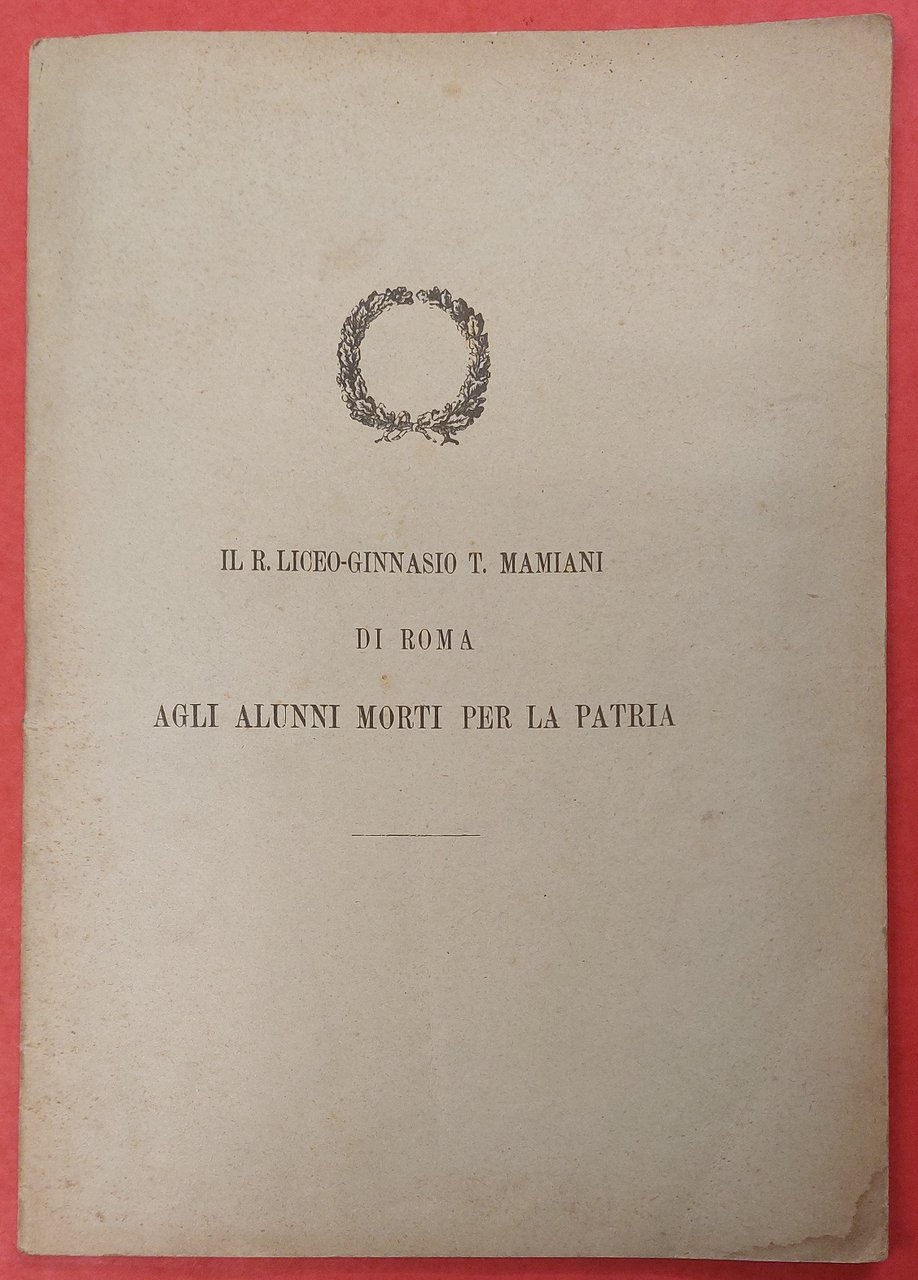 IL R. LICEO-GINNASIO T. MAMIANI
DI ROMA
AGLI ALUNNI MORTI PER LA PATRIA